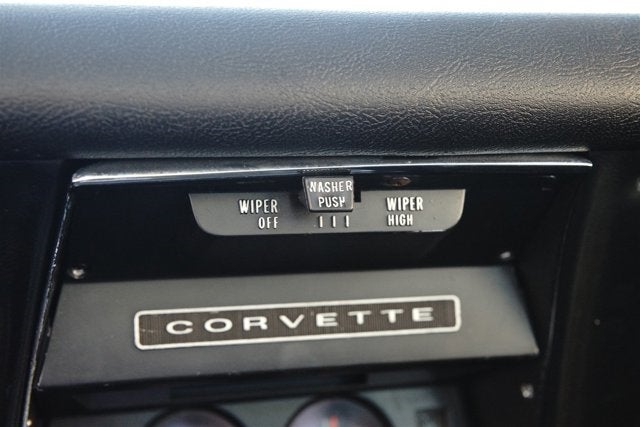 WASHER
PUSH
WIPER
OFF
WIPER
HIGH
CORVETTE